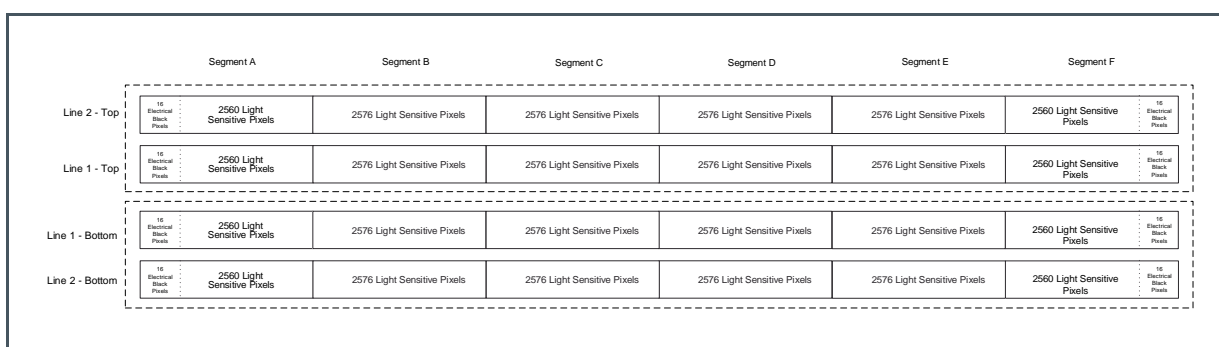 Segment A Segment B Segment C Segment D Segment E Segment F
Line 2 - Top
16
Electrical
Black
Pixels
2560 Light
Sensitive Pixels
2576 Light Sensitive Pixels
2576 Light Sensitive Pixels
2576 Light Sensitive Pixels
2576 Light Sensitive Pixels
2560 Light Sensitive
Pixels
16
Electrical
Black
Pixels
Line 1 - Top
16
Electrical
Black
Pixels
2560 Light
Sensitive Pixels
2576 Light Sensitive Pixels
2576 Light Sensitive Pixels
2576 Light Sensitive Pixels
2576 Light Sensitive Pixels
2560 Light Sensitive
Pixels
16
Electrical
Black
Pixels
Line 1 - Bottom
16
Electrical
Black
Pixels
2560 Light
Sensitive Pixels
2576 Light Sensitive Pixels
2576 Light Sensitive Pixels
2576 Light Sensitive Pixels
2576 Light Sensitive Pixels
2560 Light Sensitive
Pixels
16
Electrical
Black
Pixels
Line 2 - Bottom
16
Electrical
Black
Pixels
2560 Light
Sensitive Pixels
2576 Light Sensitive Pixels
2576 Light Sensitive Pixels
2576 Light Sensitive Pixels
2576 Light Sensitive Pixels
2560 Light Sensitive
Pixels
16
Electrical
Black
Pixels